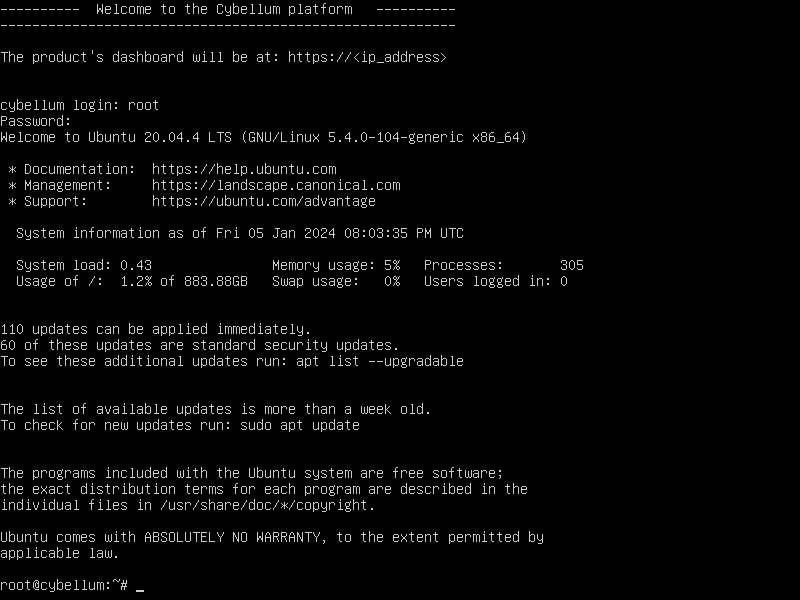 ----------  Welcome to the Cybellum platform   ----------
---------------------------------------------------------
The product's dashboard will be at: https://<ip_address>
cybellum login: root
Password:
Welcome to Ubuntu 20.04.4 LTS (GNU/Linux 5.4.0-104-generic x86_64)
 * Documentation:  https://help.ubuntu.com
 * Management:     https://landscape.canonical.com
 * Support:        https://ubuntu.com/advantage
  System information as of Fri 05 Jan 2024 08:03:35 PM UTC
  System load: 0.43               Memory usage: 5%   Processes:       305
  Usage of /:  1.2% of 883.88GB   Swap usage:   0%   Users logged in: 0
110 updates can be applied immediately.
60 of these updates are standard security updates.
To see these additional updates run: apt list --upgradable
The list of available updates is more than a week old.
To check for new updates run: sudo apt update
The programs included with the Ubuntu system are free software;
the exact distribution terms for each program are described in the
individual files in /usr/share/doc/*/copyright.
Ubuntu comes with ABSOLUTELY NO WARRANTY, to the extent permitted by
applicable law.
root@cybellum:~# _